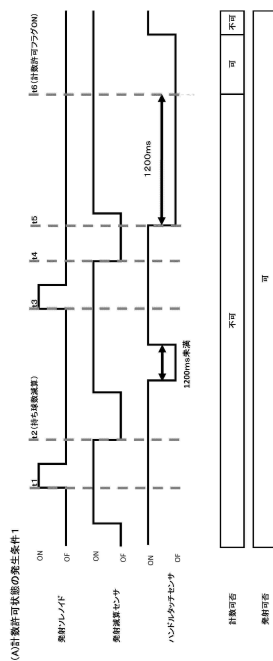 (A)計数許可状態の発生条件1
t1
t2(持ち球数減算)
t3
t4
t5
t6(計数許可フラグON)
発射ソレノイド
ON
OF
発射減算センサ
ON
OF
ハンドルタッチセンサ
ON
OF
1200ms未満
1200ms
計数可否
不可
可
不可
発射可否
可